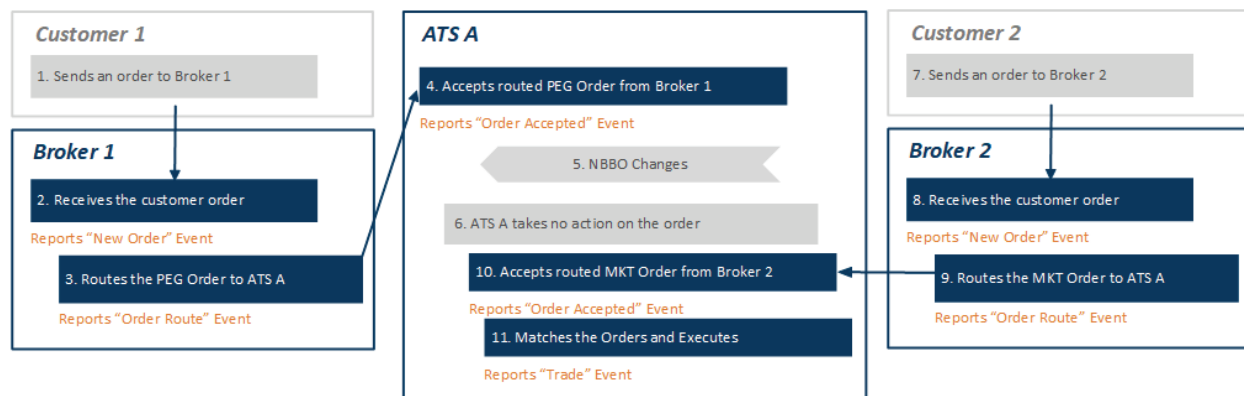 Customer 1
1. Sends an order to Broker 1
Broker 1
2. Receives the customer order
Reports “New Order” Event
3. Routes the PEG Order to ATS A
Reports “Order Route” Event
ATS A
4. Accepts routed PEG Order from Broker 1
Reports “Order Accepted” Event
5. NBBO Changes
6. ATS A takes no action on the order
10. Accepts routed MKT Order from Broker 2
Reports “Order Accepted” Event
11. Matches the Orders and Executes
Reports “Trade” Event
Customer 2
7. Sends an order to Broker 2
Broker 2
8. Receives the customer order
Reports “New Order” Event
9. Routes the MKT Order to ATS A
Reports “Order Route” Event